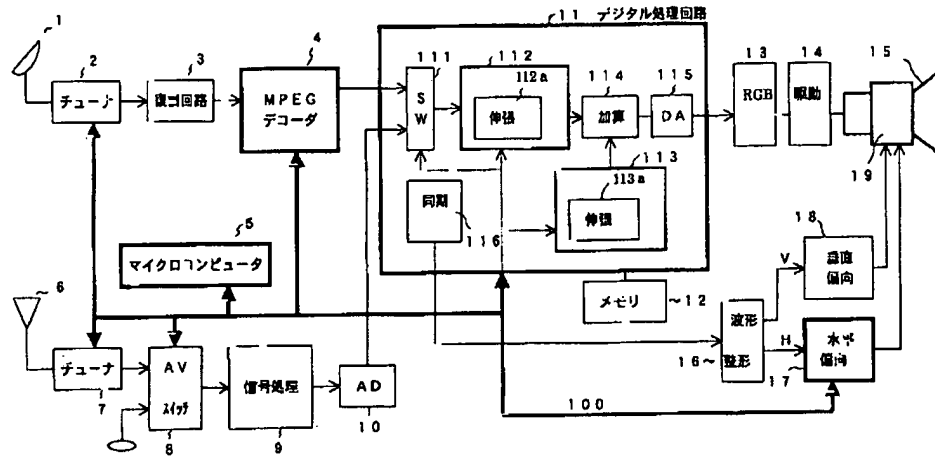 11 デジタル処理回路
1
2
3
4
チューナ
復号回路
MPEG
デコーダ
111
SW
112
112a
伸張
114
加算
115
DA
13
RGB
14
駆動
15
19
113
113a
伸張
同期
116
5
マイクロコンピュータ
メモリ
~12
18
V
垂直
偏向
6
チューナ
7
AV
スイッチ
8
信号処理
9
AD
10
波形
整形
16~
H
水平
偏向
17
100